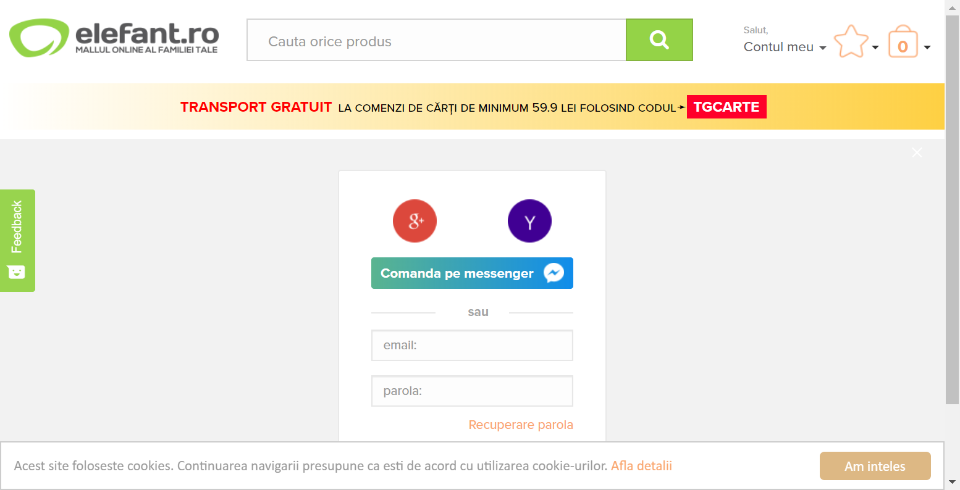 elefant.ro
MALLUL ONLINE AL FAMILIEI TALE
Cauta orice produs
Salut,
Contul meu
0
TRANSPORT GRATUIT LA COMENZI DE CĂRȚI DE MINIMUM 59.9 LEI FOLOSIND CODUL TGCARTE
Feedback
g+
Y
Comanda pe messenger
sau
email:
parola:
Recuperare parola
Acest site foloseste cookies. Continuarea navigarii presupune ca esti de acord cu utilizarea cookie-urilor. Afla detalii
Am inteles